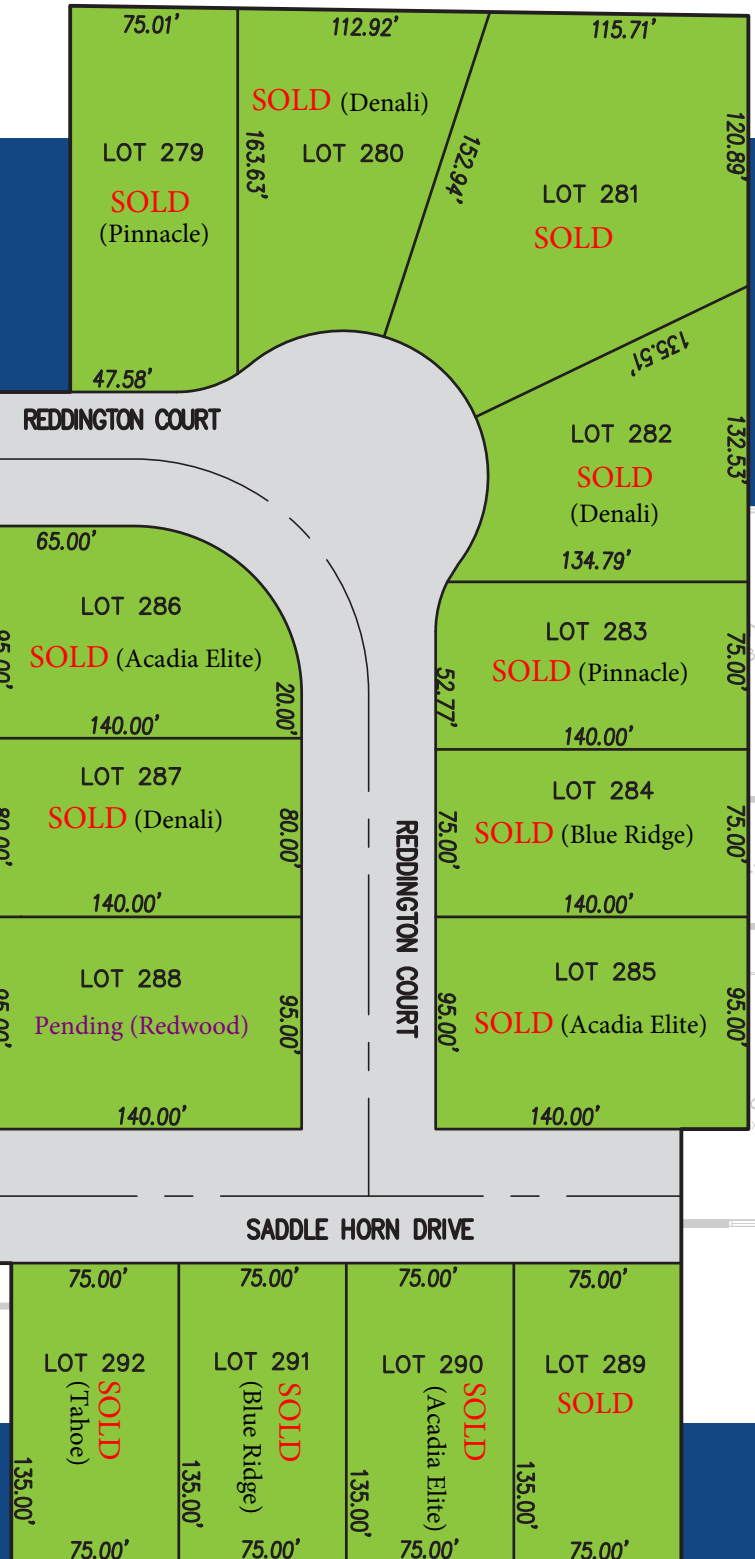 75.01'
112.92'
115.71'
SOLD (Denali)
LOT 279
163.63'
LOT 280
152.94'
120.89'
SOLD
(Pinnacle)
LOT 281
SOLD
47.58'
135.51'
REDDINGTON COURT
LOT 282
SOLD
(Denali)
132.53'
134.79'
65.00'
LOT 286
SOLD (Acadia Elite)
95.00'
20.00'
140.00'
LOT 283
SOLD (Pinnacle)
52.77'
75.00'
140.00'
LOT 287
SOLD (Denali)
80.00'
80.00'
140.00'
LOT 284
SOLD (Blue Ridge)
75.00'
75.00'
140.00'
REDDINGTON COURT
LOT 288
Pending (Redwood)
95.00'
95.00'
140.00'
LOT 285
SOLD (Acadia Elite)
95.00'
95.00'
140.00'
SADDLE HORN DRIVE
75.00'
75.00'
75.00'
75.00'
LOT 292
SOLD
(Tahoe)
135.00'
75.00'
LOT 291
SOLD
(Blue Ridge)
135.00'
75.00'
LOT 290
SOLD
(Acadia Elite)
135.00'
75.00'
LOT 289
SOLD
135.00'
75.00'